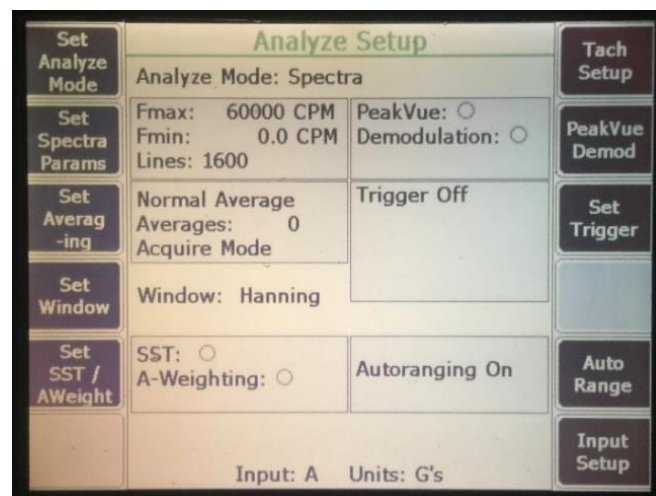 Set
Analyze
Mode
Set
Spectra
Params
Set
Averag
-ing
Set
Window
Set
SST /
AWeight
Analyze Setup
Analyze Mode: Spectra
Fmax: 60000 CPM
Fmin: 0.0 CPM
Lines: 1600
PeakVue:
Demodulation:
Normal Average
Averages: 0
Acquire Mode
Trigger Off
Window: Hanning
SST:
A-Weighting:
Autoranging On
Input: A Units: G's
Tach
Setup
PeakVue
Demod
Set
Trigger
Auto
Range
Input
Setup